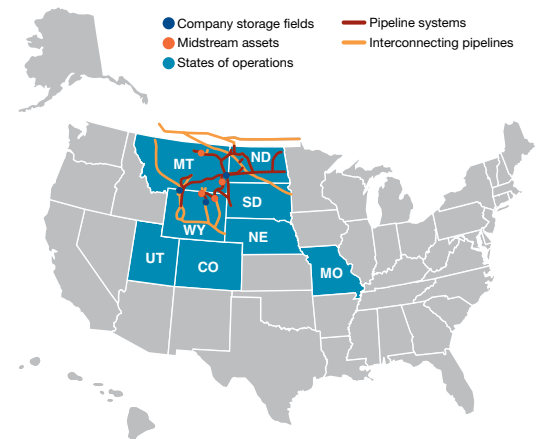 Company storage fields
Midstream assets
States of operations
Pipeline systems
Interconnecting pipelines
MT
ND
SD
WY
NE
UT
CO
MO